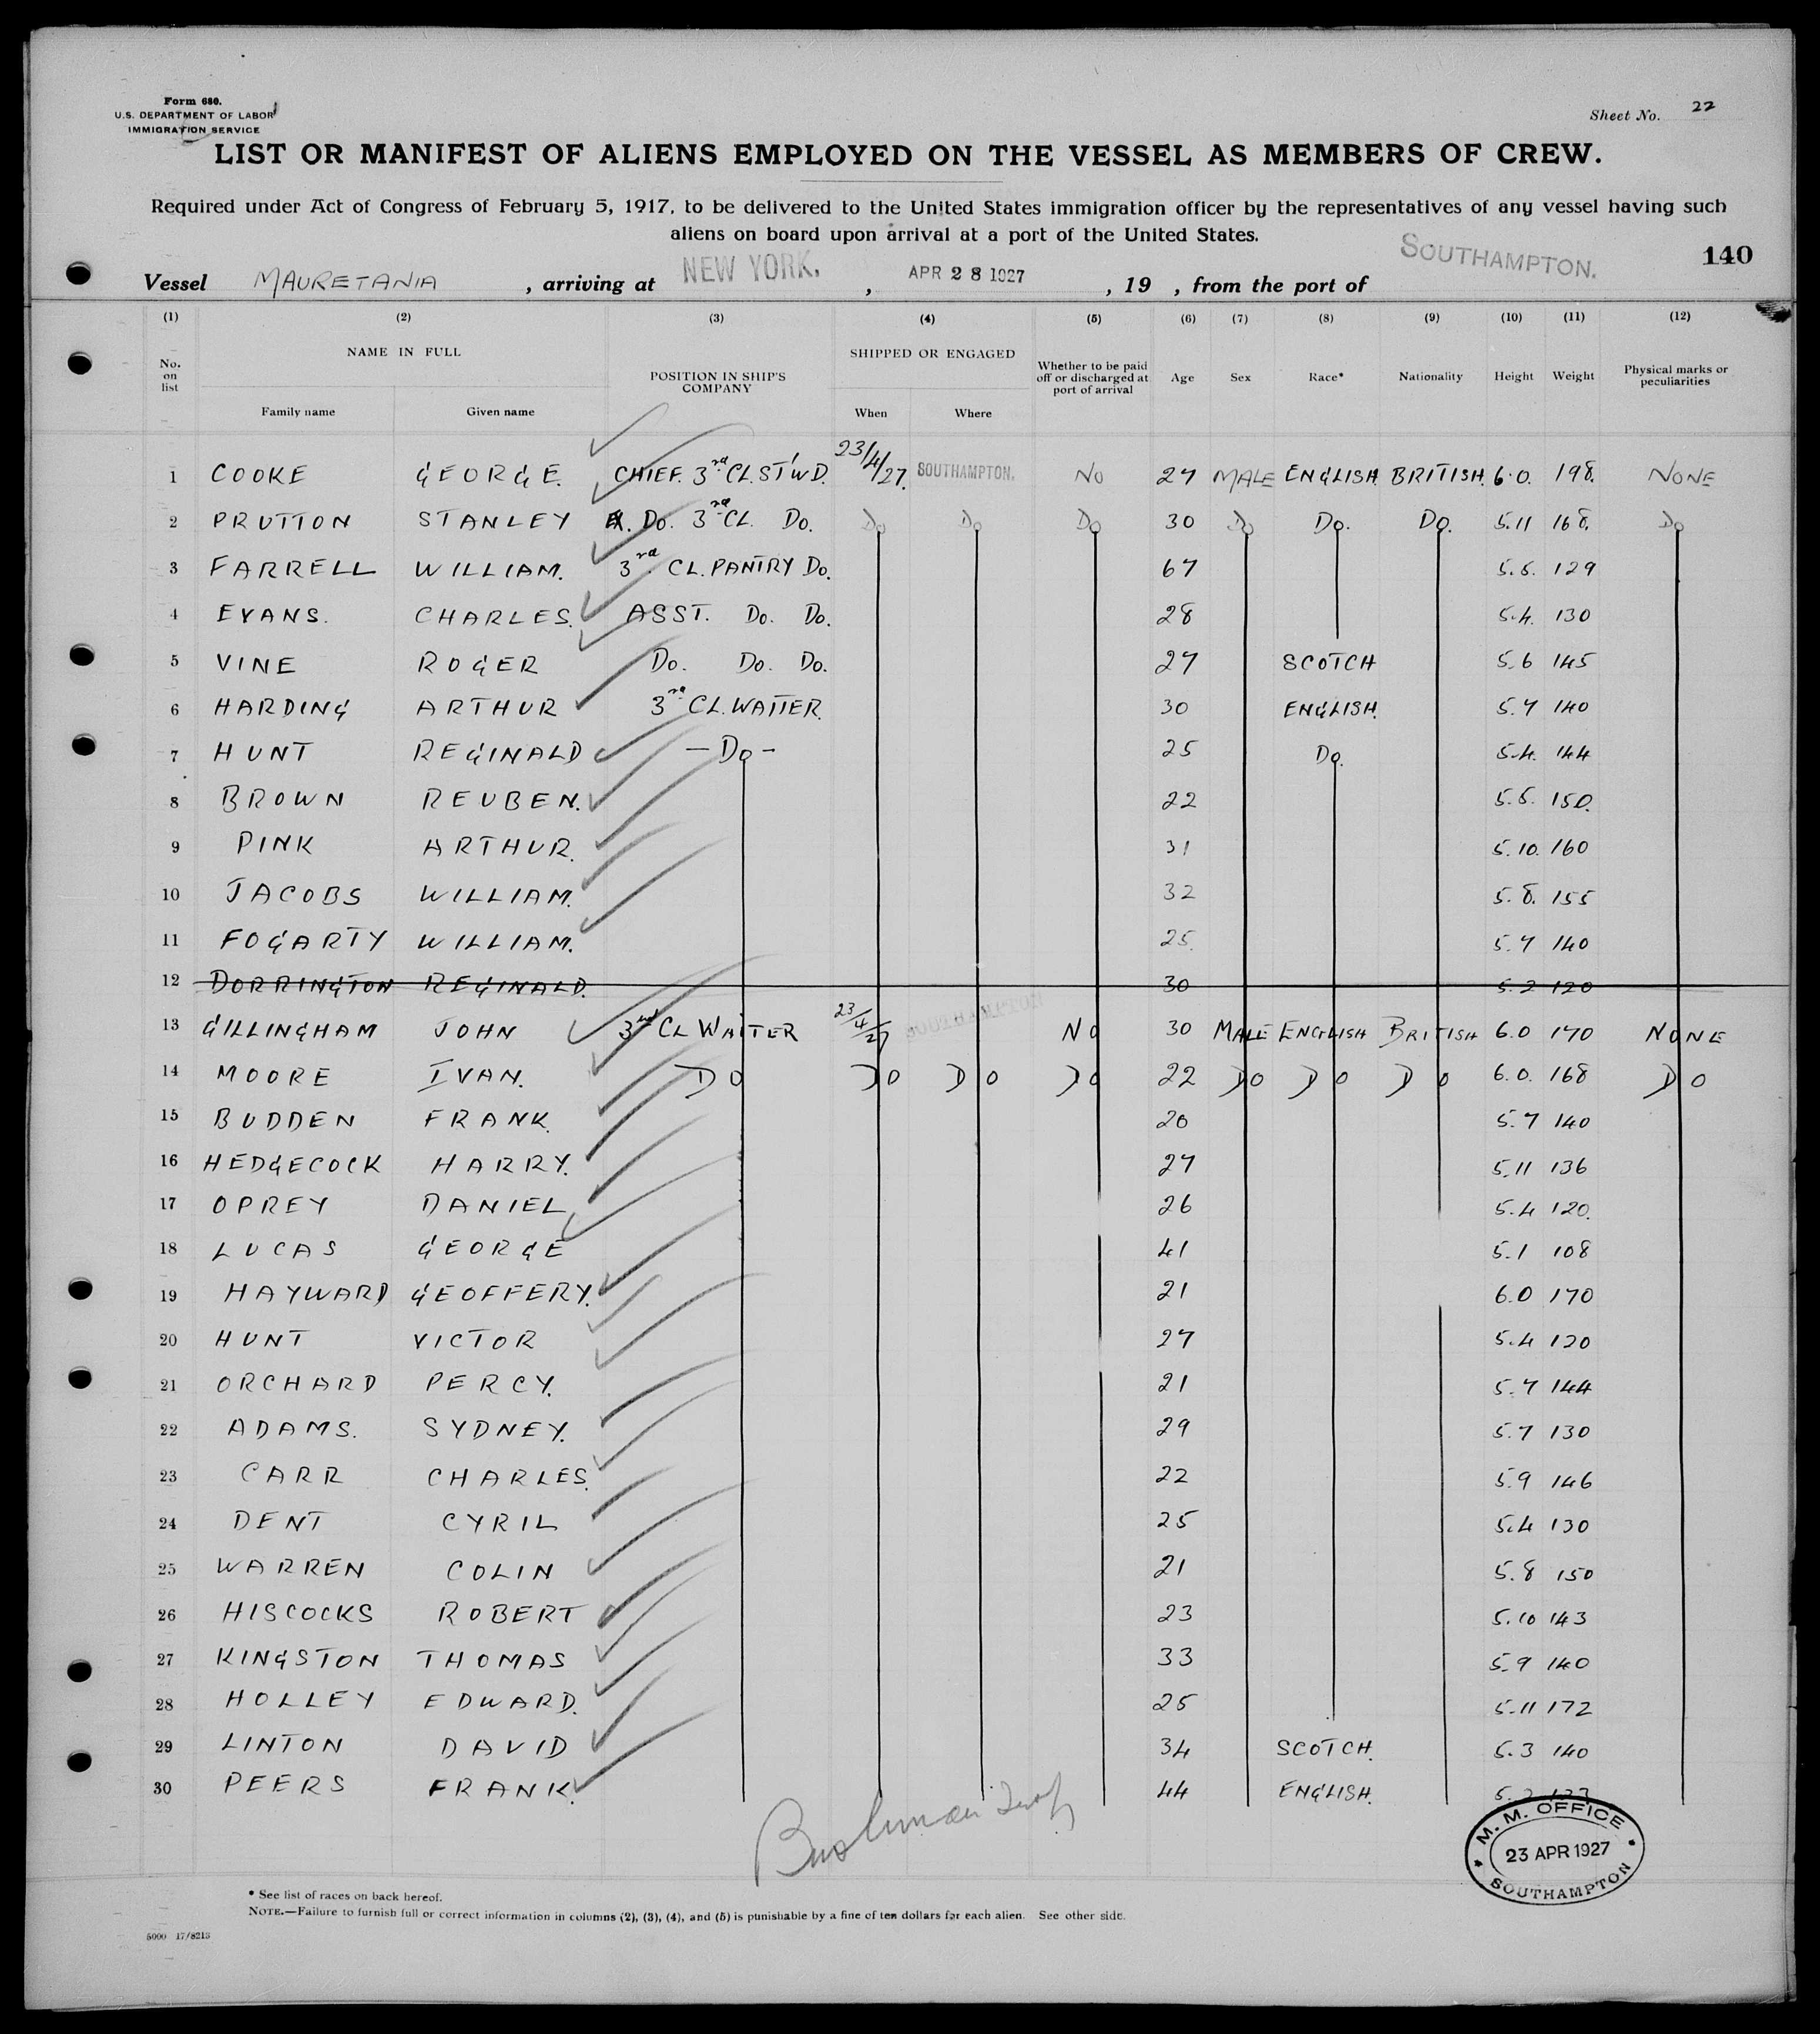 Form 680.
U.S. DEPARTMENT OF LABOR
IMMIGRATION SERVICE
Sheet No. 22
LIST OR MANIFEST OF ALIENS EMPLOYED ON THE VESSEL AS MEMBERS OF CREW.
Required under Act of Congress of February 5, 1917, to be delivered to the United States immigration officer by the representatives of any vessel having such
aliens on board upon arrival at a port of the United States.
140
Vessel MAURETANIA, arriving at NEW YORK., APR 28 1927, 19 , from the port of SOUTHAMPTON.
(1) (2) (3) (4) (5) (6) (7) (8) (9) (10) (11) (12)
No. on list NAME IN FULL POSITION IN SHIP'S COMPANY SHIPPED OR ENGAGED Whether to be paid off or discharged at port of arrival Age Sex Race* Nationality Height Weight Physical marks or peculiarities
Family name Given name When Where
1 COOKE GEORGE. CHIEF. 3rd CL. STWD. 23/4/27. SOUTHAMPTON. NO 27 MALE ENGLISH BRITISH. 6.0. 198. NONE
2 PRUTTON STANLEY Do. 3rd CL. Do. Do Do Do 30 Do Do. Do. 5.11 168. Do
3 FARRELL WILLIAM. 3rd CL. PANTRY Do. 67 5.5. 129
4 EVANS. CHARLES. ASST. Do. Do. 28 5.4. 130
5 VINE ROGER Do. Do. Do. 27 SCOTCH 5.6 145
6 HARDING ARTHUR 3rd CL. WAITER. 30 ENGLISH. 5.7 140
7 HUNT REGINALD - Do - 25 Do. 5.4. 144
8 BROWN REUBEN. 22 5.5. 150.
9 PINK ARTHUR. 31 5.10. 160
10 JACOBS WILLIAM. 32 5.8. 155
11 FOGARTY WILLIAM. 25. 5.7 140
12 DORRINGTON REGINALD. 30 5.2 120
13 GILLINGHAM JOHN 3rd CL WAITER 23/4/27 SOUTHAMPTON NO 30 MALE ENGLISH BRITISH 6.0 170 NONE
14 MOORE IVAN. DO DO DO DO 22 DO DO DO 6.0. 168 DO
15 BUDDEN FRANK. 20 5.7 140
16 HEDGECOCK HARRY. 27 5.11 136
17 OPREY DANIEL 26 5.4 120.
18 LUCAS GEORGE 41 5.1 108
19 HAYWARD GEOFFERY. 21 6.0 170
20 HUNT VICTOR 27 5.4 120
21 ORCHARD PERCY. 21 5.7 144
22 ADAMS. SYDNEY. 29 5.7 130
23 CARR CHARLES. 22 5.9 146
24 DENT CYRIL 25 5.4 130
25 WARREN COLIN 21 5.8 150
26 HISCOCKS ROBERT 23 5.10 143
27 KINGSTON THOMAS 33 5.9 140
28 HOLLEY EDWARD. 25 5.11 172
29 LINTON DAVID 34 SCOTCH. 5.3 140
30 PEERS FRANK. 44 ENGLISH.
M. M. OFFICE
23 APR 1927
SOUTHAMPTON
* See list of races on back hereof.
NOTE.—Failure to furnish full or correct information in columns (2), (3), (4), and (5) is punishable by a fine of ten dollars for each alien. See other side.
5000 17/8213